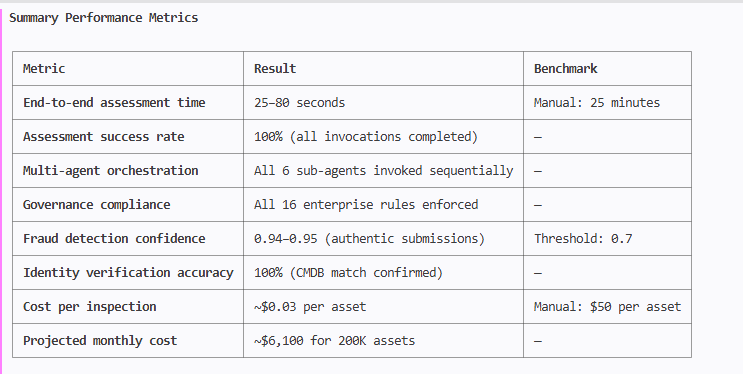 Summary Performance Metrics
Metric Result Benchmark
End-to-end assessment time 25–80 seconds Manual: 25 minutes
Assessment success rate 100% (all invocations completed) —
Multi-agent orchestration All 6 sub-agents invoked sequentially —
Governance compliance All 16 enterprise rules enforced —
Fraud detection confidence 0.94–0.95 (authentic submissions) Threshold: 0.7
Identity verification accuracy 100% (CMDB match confirmed) —
Cost per inspection ~$0.03 per asset Manual: $50 per asset
Projected monthly cost ~$6,100 for 200K assets —